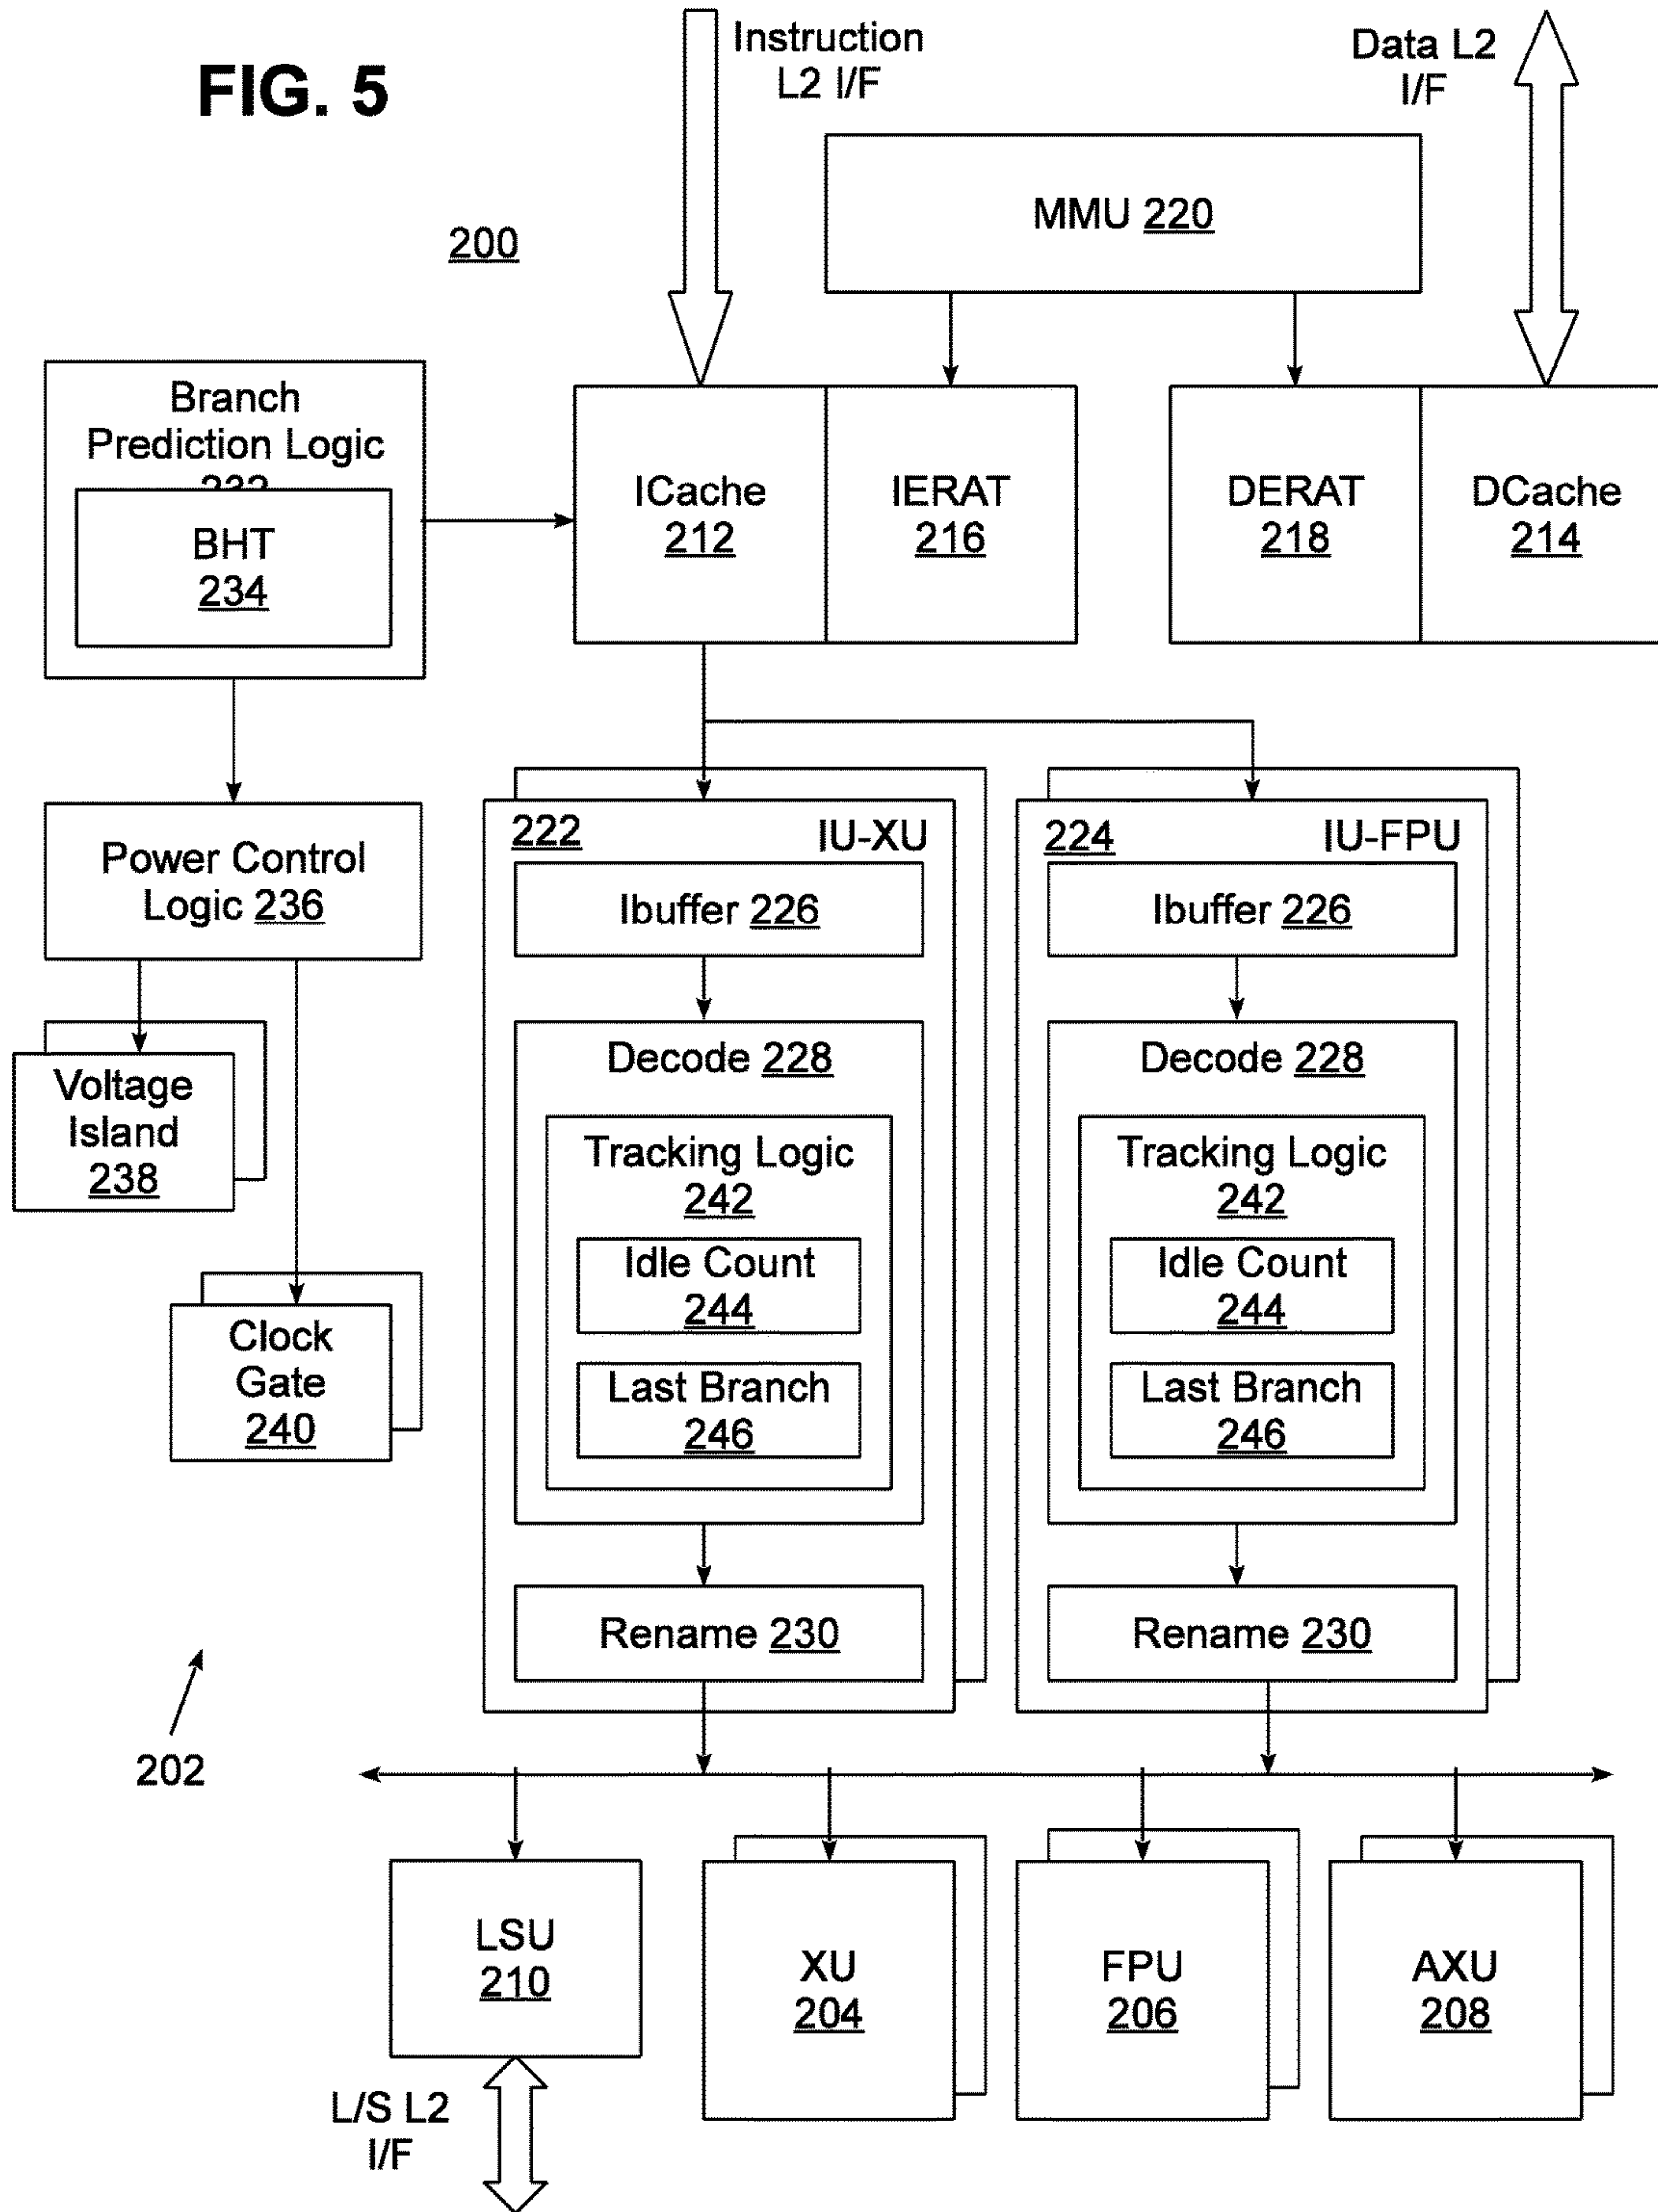 FIG. 5
Instruction
L2 I/F
Data L2
I/F
MMU 220
200
Branch
Prediction Logic
232
BHT
234
ICache
212
IERAT
216
DERAT
218
DCache
214
Power Control
Logic 236
Voltage
Island
238
Clock
Gate
240
222
IU-XU
Ibuffer 226
Decode 228
Tracking Logic
242
Idle Count
244
Last Branch
246
Rename 230
224
IU-FPU
Ibuffer 226
Decode 228
Tracking Logic
242
Idle Count
244
Last Branch
246
Rename 230
202
LSU
210
XU
204
FPU
206
AXU
208
L/S L2
I/F